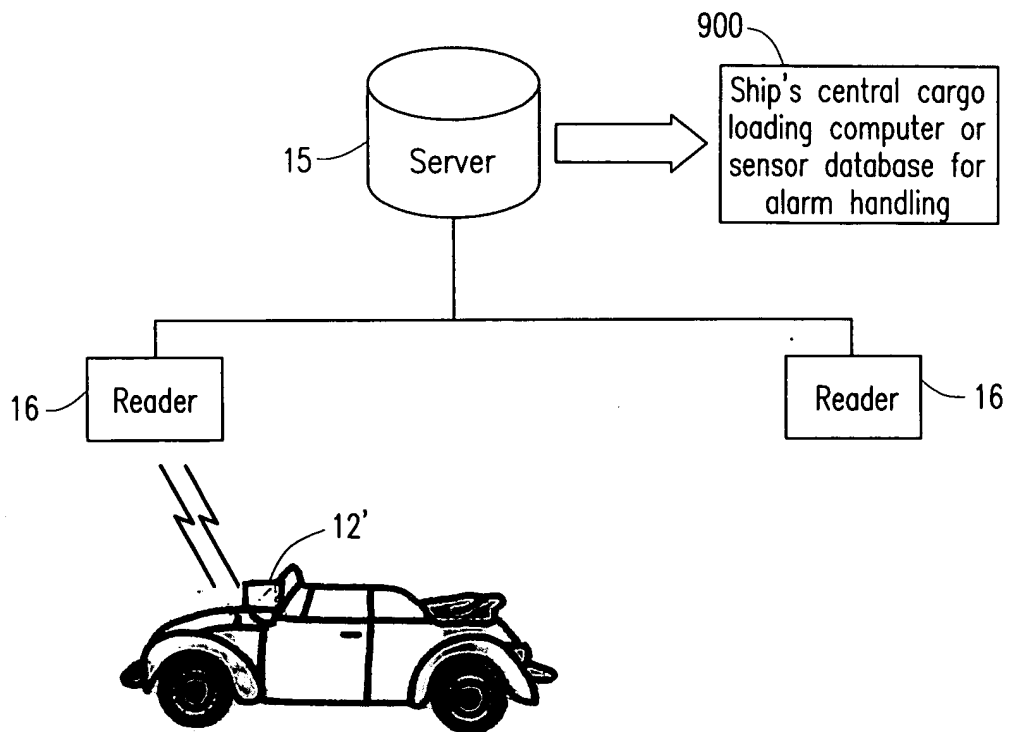 900
Ship's central cargo
loading computer or
sensor database for
alarm handling
15
Server
16
Reader
Reader
16
12'